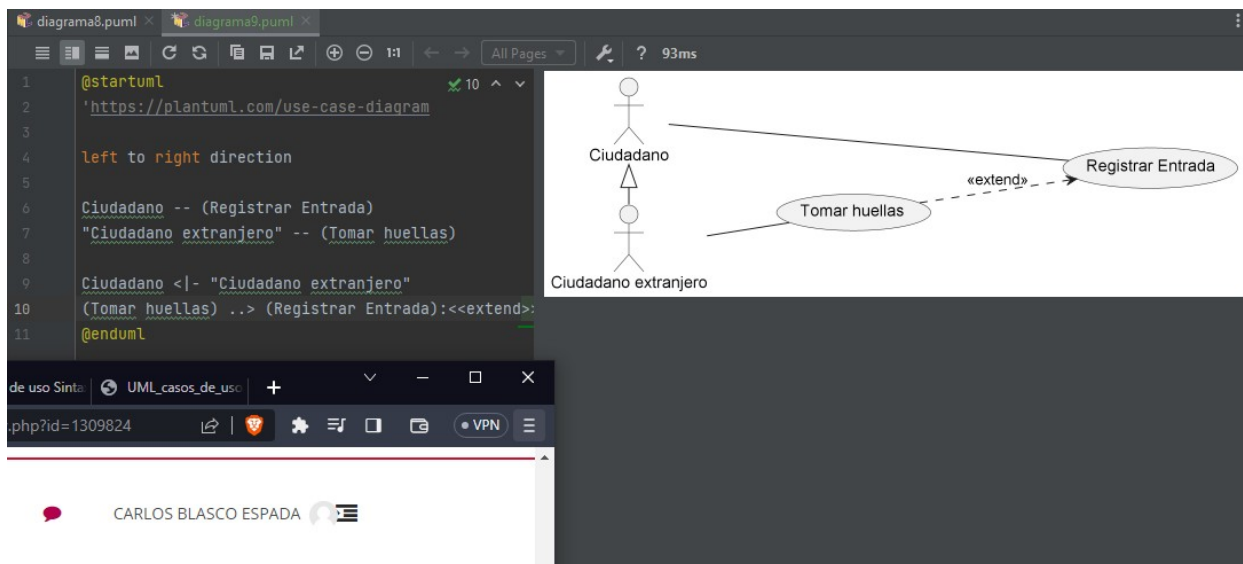 diagrama8.puml
diagrama9.puml
1:1
All Pages
? 93ms
1 @startuml
10
2 'https://plantuml.com/use-case-diagram
3
4 left to right direction
5
6 Ciudadano -- (Registrar Entrada)
7 "Ciudadano extranjero" -- (Tomar huellas)
8
9 Ciudadano <|- "Ciudadano extranjero"
10 (Tomar huellas) ..> (Registrar Entrada):<<extend>>
11 @enduml
Ciudadano
Registrar Entrada
«extend»
Tomar huellas
Ciudadano extranjero
de uso Sinta
UML_casos_de_uso
.php?id=1309824
VPN
CARLOS BLASCO ESPADA